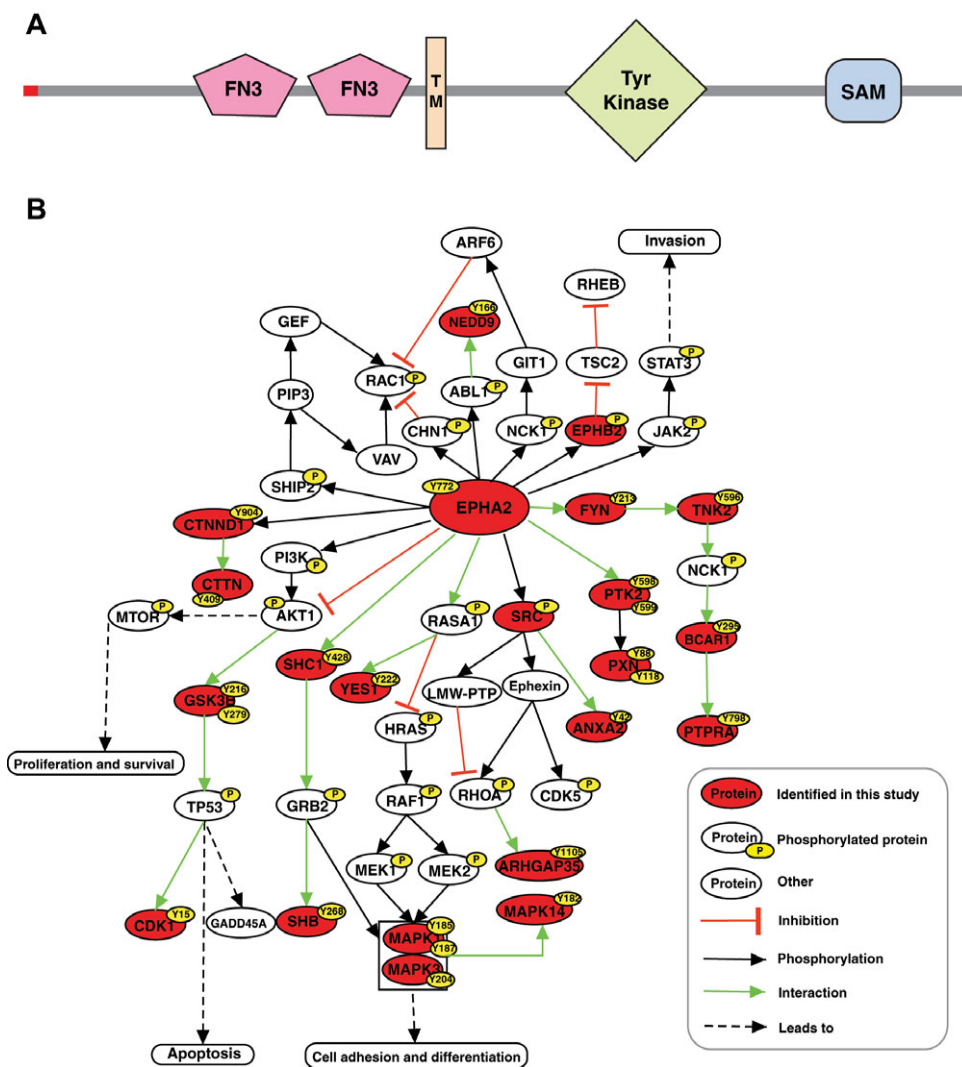 A
FN3
FN3
TM
Tyr
Kinase
SAM
B
ARF6
Invasion
RHEB
Y166
NEDD9
GEF
GIT1
TSC2
STAT3 P
RAC1 P
ABL1 P
PIP3
CHN1 P
NCK1 P
EPHB2 P
JAK2 P
VAV
SHIP2 P
Y772
EPHA2
FYN Y213
TNK2 Y596
Y904
CTNND1
PI3K P
NCK1 P
CTTN
Y409
Y598
PTK2
Y599
MTOR P
P
AKT1
RASA1 P
SRC P
BCAR1 Y295
SHC1 Y428
Y88
PXN
Y118
YES1 Y222
LMW-PTP
Ephexin
Y216
GSK3B
Y279
ANXA2 Y42
PTPRA Y798
HRAS P
Proliferation and survival
TP53 P
GRB2 P
RAF1 P
RHOA P
CDK5 P
MEK1 P
MEK2 P
Y1105
ARHGAP35
Y182
MAPK14
CDK1 Y15
GADD45A
SHB Y268
Y185
MAPK1
Y187
MAPK3
Y204
Apoptosis
Cell adhesion and differentiation
Protein Identified in this study
Protein P Phosphorylated protein
Protein Other
Inhibition
Phosphorylation
Interaction
Leads to